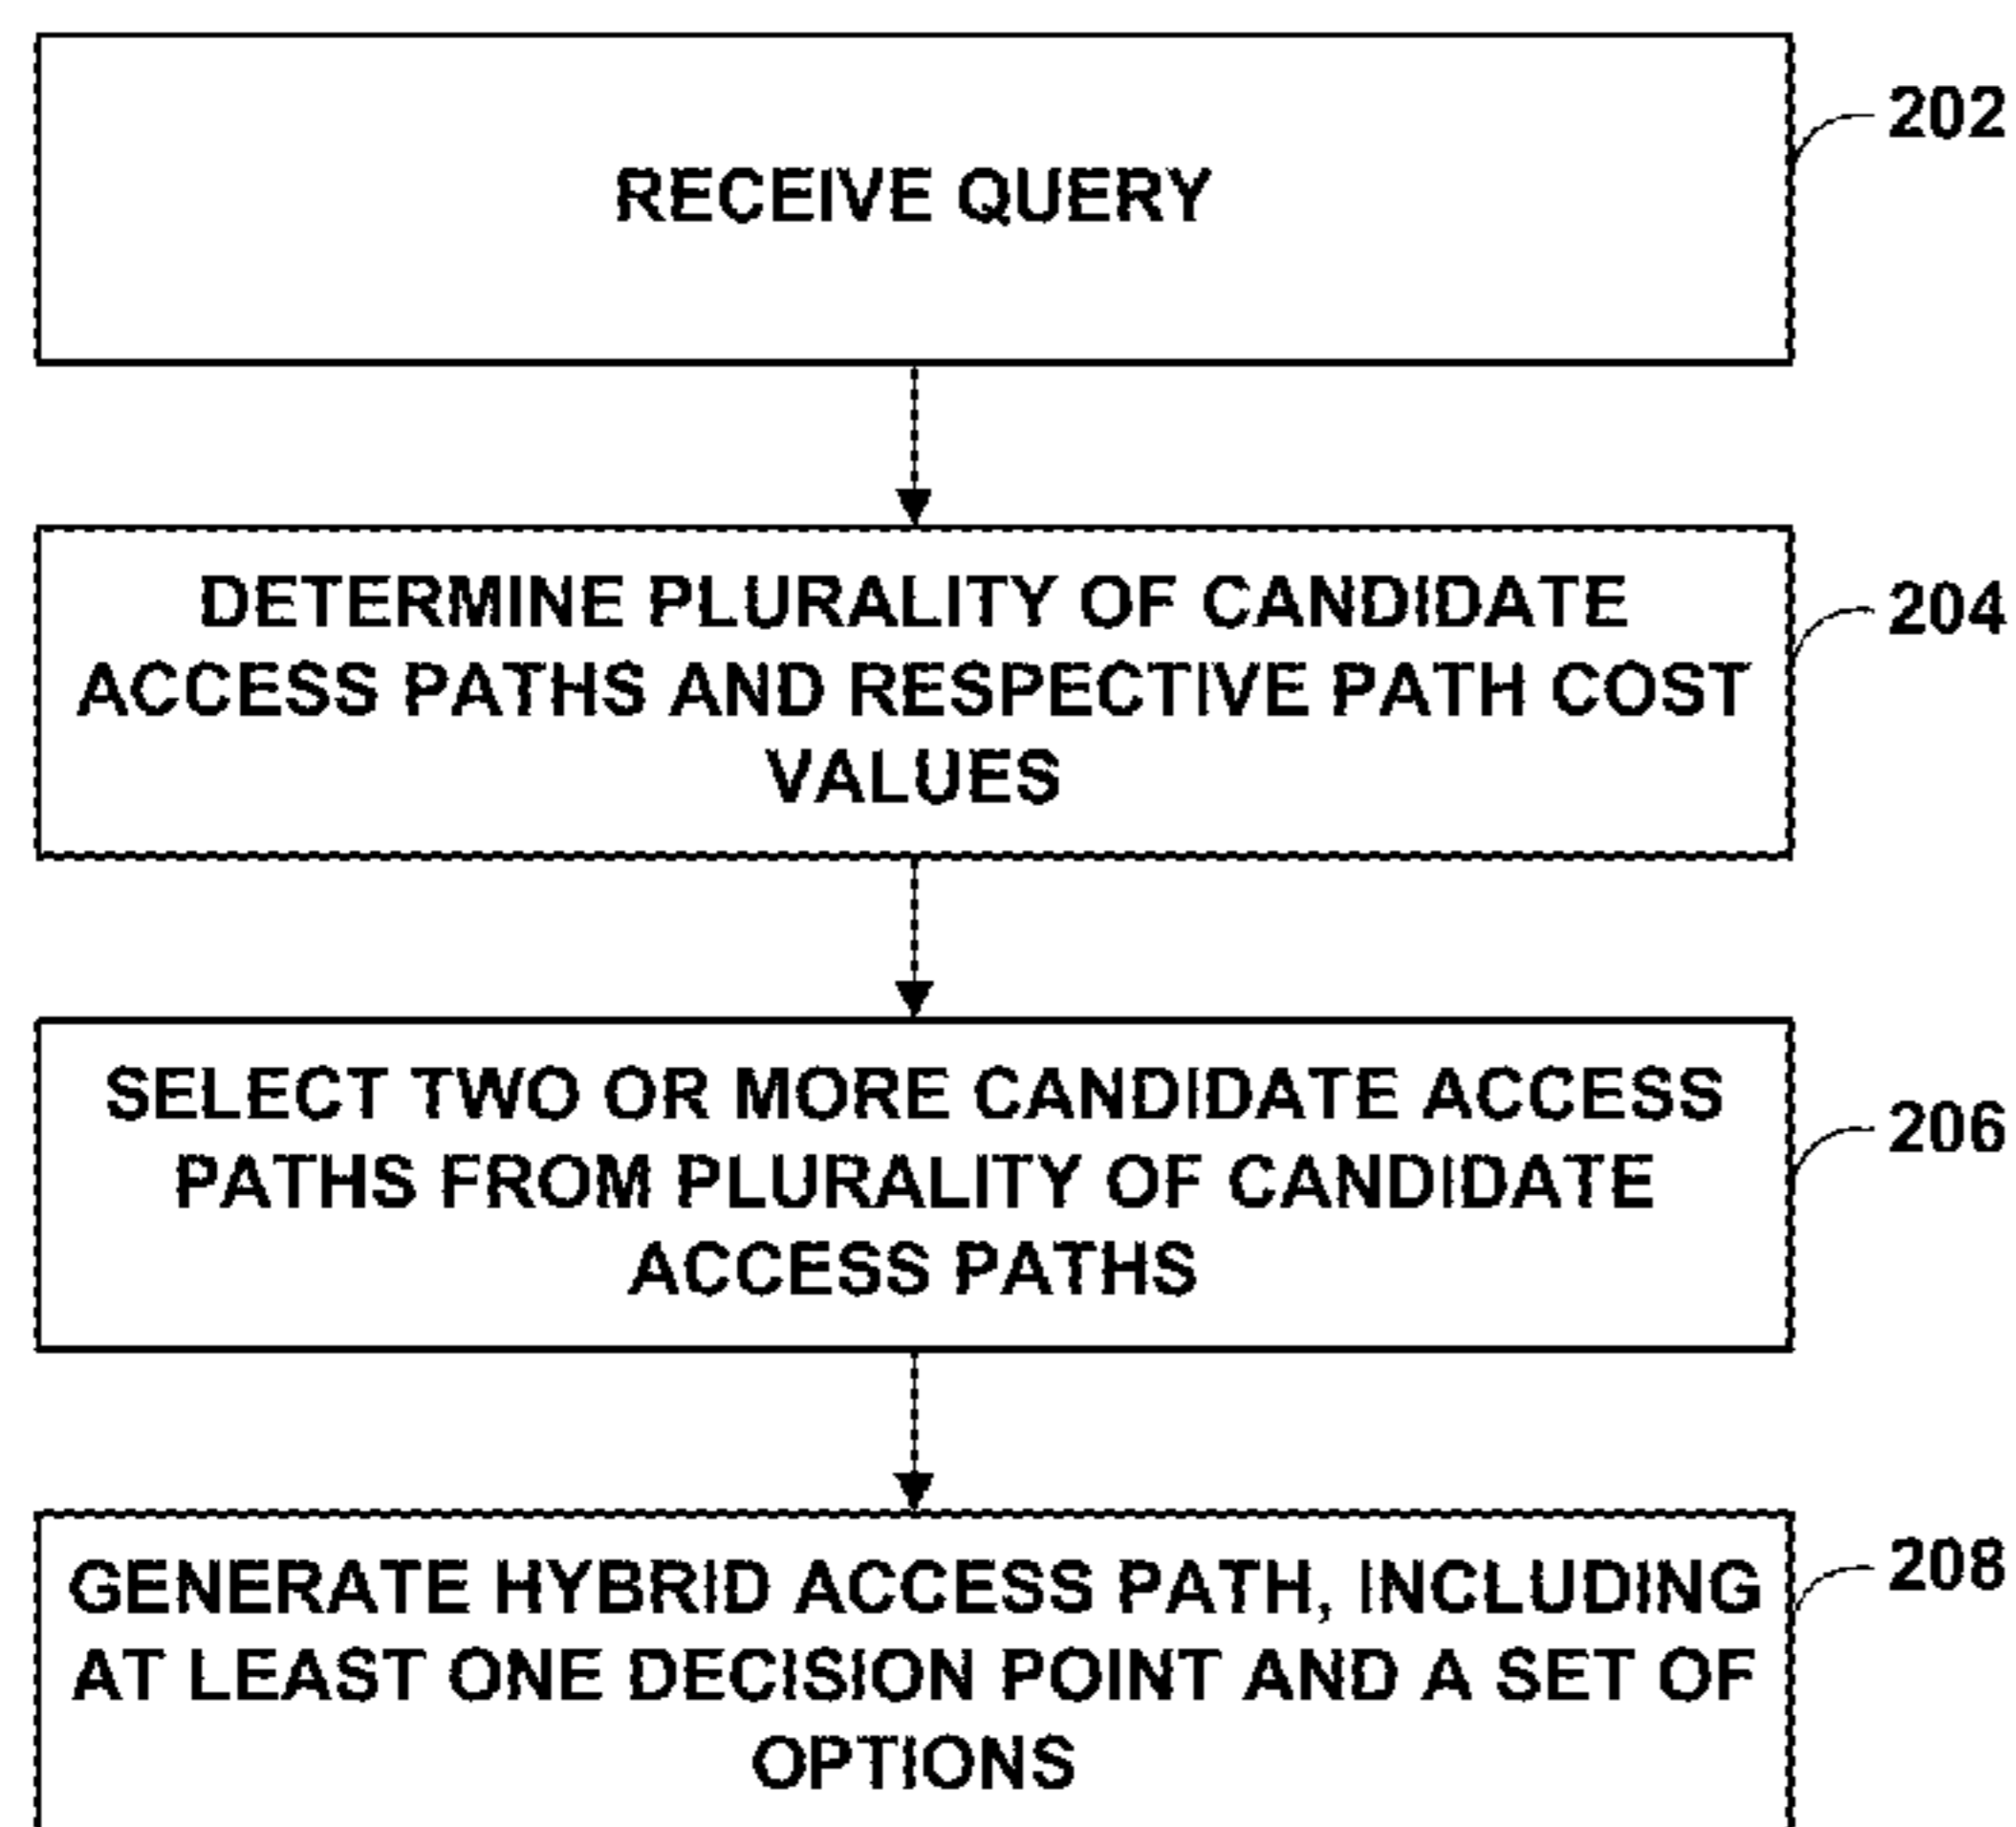 RECEIVE QUERY
202
DETERMINE PLURALITY OF CANDIDATE
ACCESS PATHS AND RESPECTIVE PATH COST
VALUES
204
SELECT TWO OR MORE CANDIDATE ACCESS
PATHS FROM PLURALITY OF CANDIDATE
ACCESS PATHS
206
GENERATE HYBRID ACCESS PATH, INCLUDING
AT LEAST ONE DECISION POINT AND A SET OF
OPTIONS
208